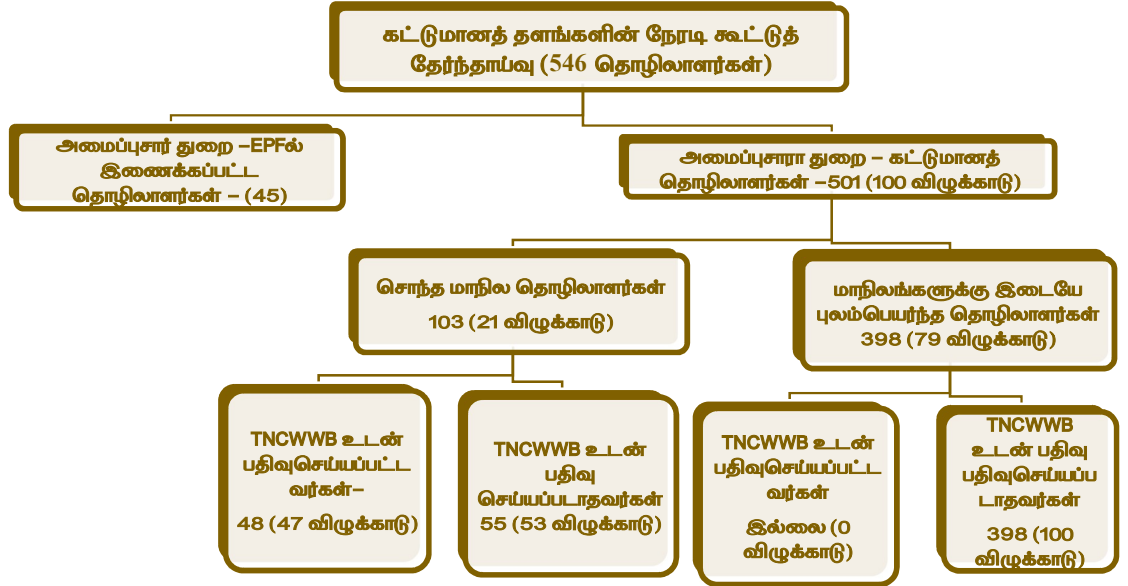 கட்டுமானத் தளங்களின் நேரடி கூட்டுத்
தேர்ந்தாய்வு (546 தொழிலாளர்கள்)
அமைப்புசார் துறை –EPFல்
இணைக்கப்பட்ட
தொழிலாளர்கள் – (45)
அமைப்புசாரா துறை – கட்டுமானத்
தொழிலாளர்கள் –501 (100 விழுக்காடு)
சொந்த மாநில தொழிலாளர்கள்
103 (21 விழுக்காடு)
மாநிலங்களுக்கு இடையே
புலம்பெயர்ந்த தொழிலாளர்கள்
398 (79 விழுக்காடு)
TNCWWB உடன்
பதிவுசெய்யப்பட்ட
வர்கள்–
48 (47 விழுக்காடு)
TNCWWB உடன்
பதிவு
செய்யப்படாதவர்கள்
55 (53 விழுக்காடு)
TNCWWB உடன்
பதிவுசெய்யப்பட்ட
வர்கள்
இல்லை (0
விழுக்காடு)
TNCWWB
உடன் பதிவு
பதிவுசெய்யப்ப
டாதவர்கள்
398 (100
விழுக்காடு)